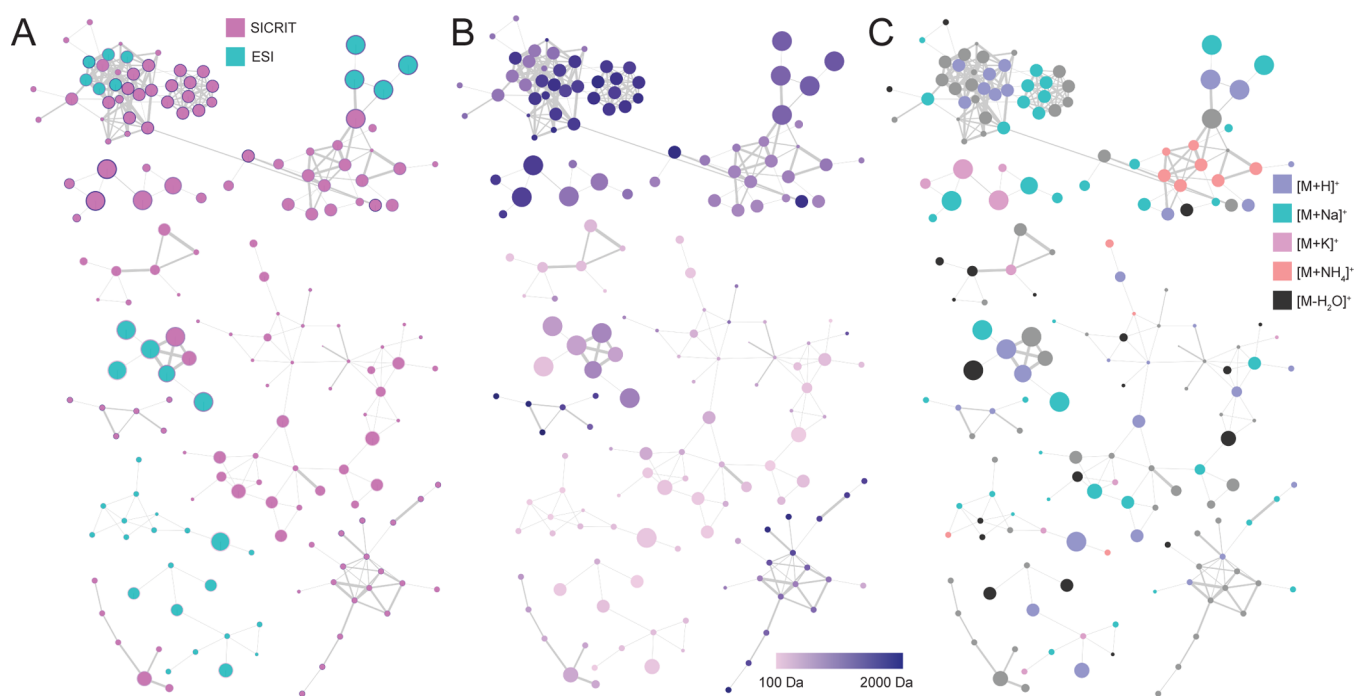 A
SICRIT
ESI
B
C
[M+H]⁺
[M+Na]⁺
[M+K]⁺
[M+NH₄]⁺
[M-H₂O]⁺
100 Da
2000 Da